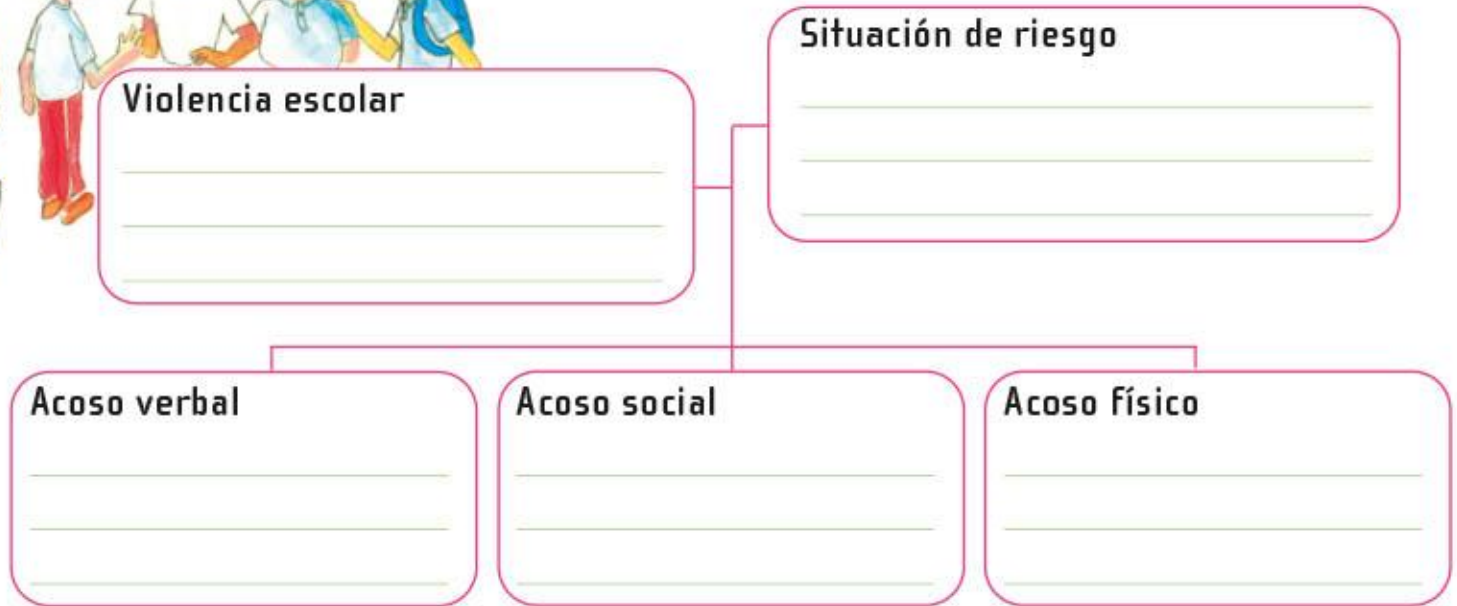 Situación de riesgo
Violencia escolar
Acoso verbal
Acoso social
Acoso físico